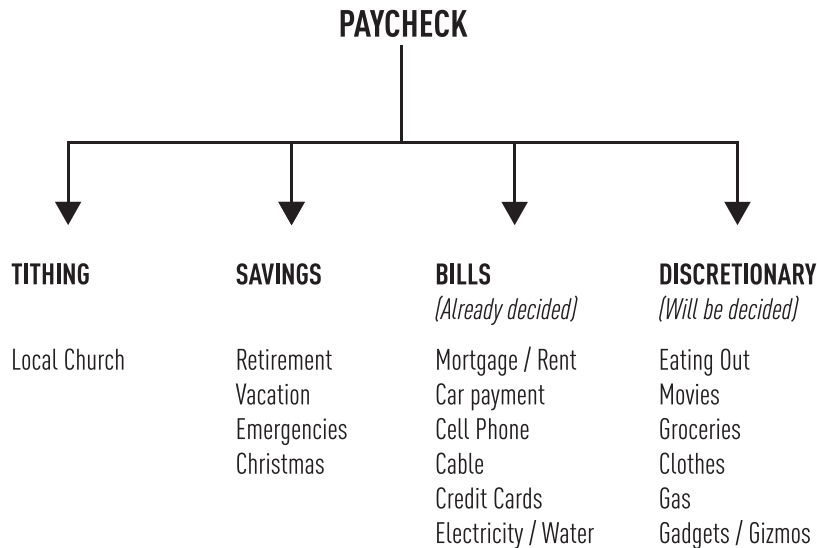 PAYCHECK
TITHING
Local Church
SAVINGS
Retirement
Vacation
Emergencies
Christmas
BILLS
(Already decided)
Mortgage / Rent
Car payment
Cell Phone
Cable
Credit Cards
Electricity / Water
DISCRETIONARY
(Will be decided)
Eating Out
Movies
Groceries
Clothes
Gas
Gadgets / Gizmos